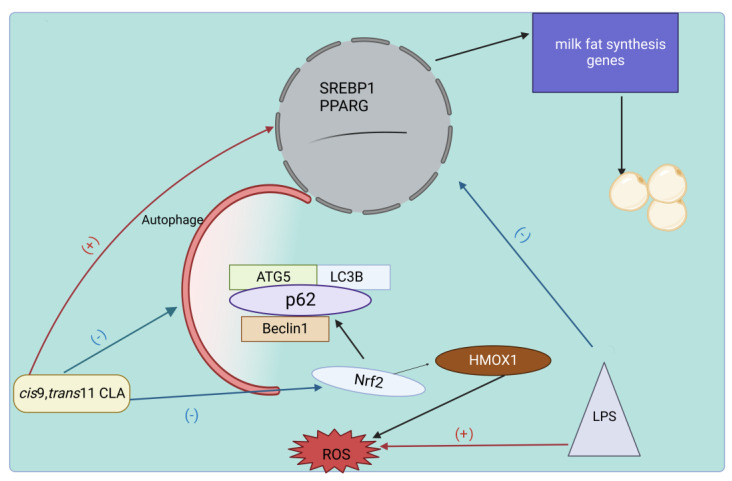 milk fat synthesis
genes
SREBP1
PPARG
Autophage
(+)
(-)
(-)
ATG5
LC3B
p62
Beclin1
HMOX1
Nrf2
cis9,trans11 CLA
(-)
LPS
(+)
ROS